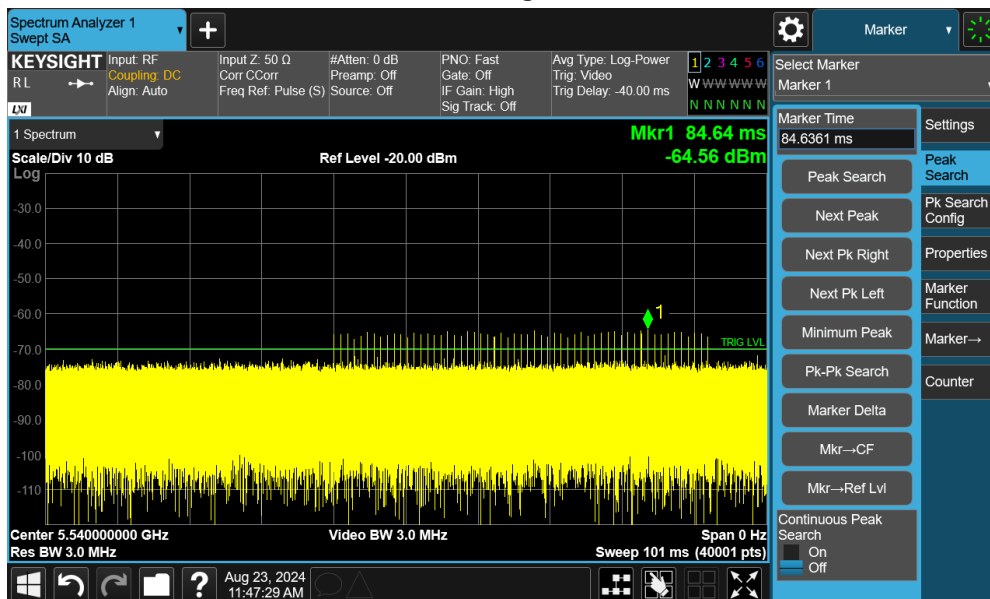 Spectrum Analyzer 1
Swept SA
Marker
KEYSIGHT
R L
LXI
Input: RF
Coupling: DC
Align: Auto
Input Z: 50 Ω
Corr CCorr
Freq Ref: Pulse (S)
#Atten: 0 dB
Preamp: Off
Source: Off
PNO: Fast
Gate: Off
IF Gain: High
Sig Track: Off
Avg Type: Log-Power
Trig: Video
Trig Delay: -40.00 ms
1 2 3 4 5 6
W W W W W W
N N N N N N
Select Marker
Marker 1
1 Spectrum
Scale/Div 10 dB
Log
Ref Level -20.00 dBm
Mkr1 84.64 ms
-64.56 dBm
-30.0
-40.0
-50.0
-60.0
-70.0
-80.0
-90.0
-100
-110
1
TRIG LVL
Center 5.540000000 GHz
Res BW 3.0 MHz
Video BW 3.0 MHz
Span 0 Hz
Sweep 101 ms (40001 pts)
Marker Time
84.6361 ms
Peak Search
Next Peak
Next Pk Right
Next Pk Left
Minimum Peak
Pk-Pk Search
Marker Delta
Mkr→CF
Mkr→Ref Lvl
Continuous Peak
Search
On
Off
Settings
Peak
Search
Pk Search
Config
Properties
Marker
Function
Marker→
Counter
?
Aug 23, 2024
11:47:29 AM